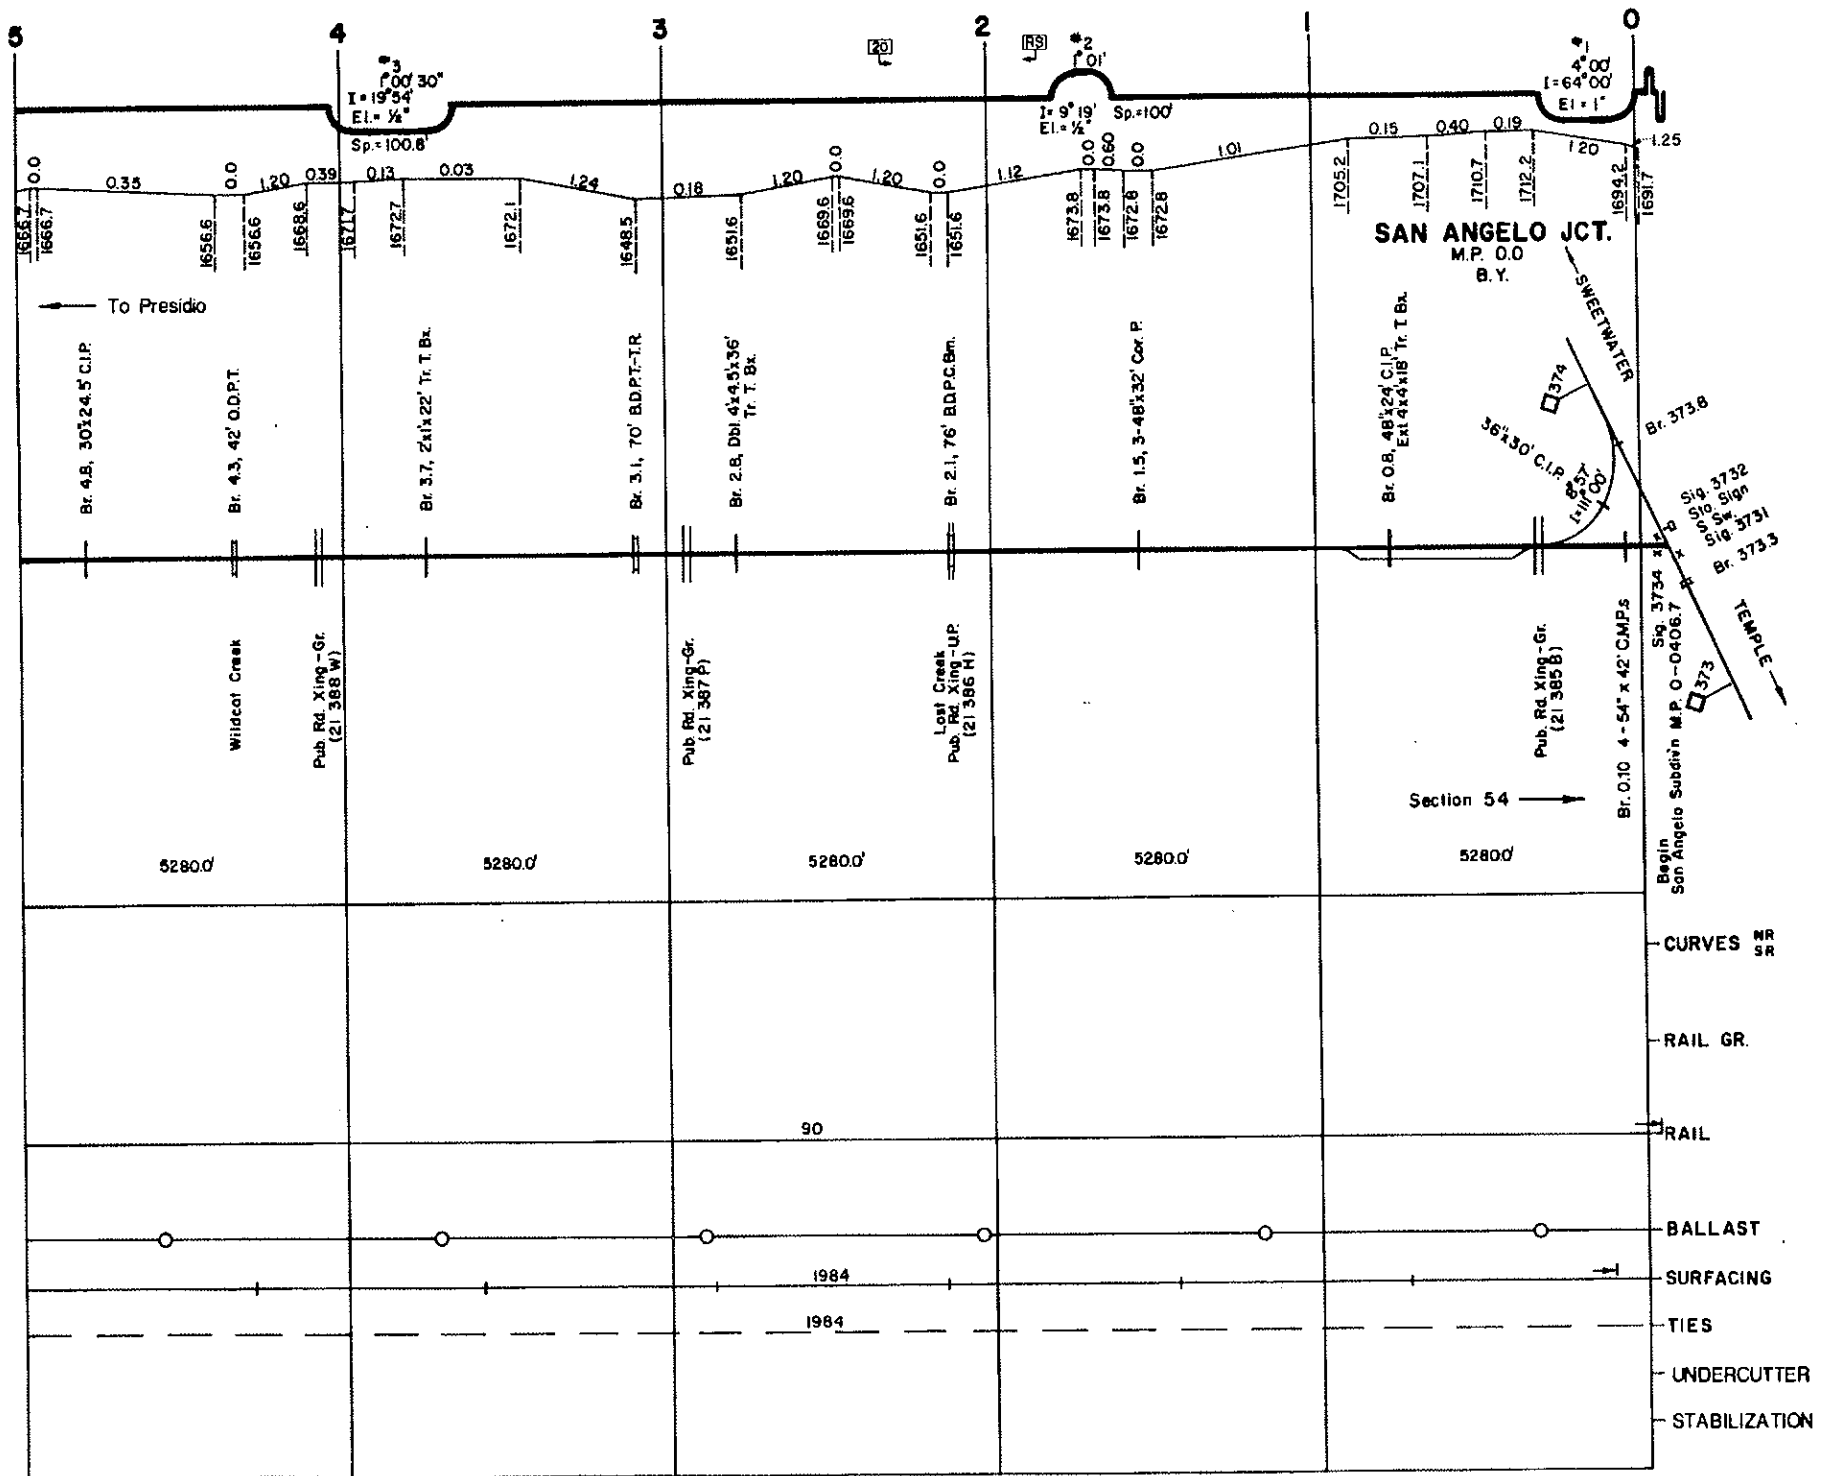 5
4
3
2
1
0
#3
1°00'30"
I=19°54'
El.=½"
Sp.=100.8'
20
RS
#2
1°01'
I=9°19'
El.=½"
Sp.=100'
#1
4°00'
I=64°00'
El=1"
0.0
0.35
0.0
1.20
0.39
0.13
0.03
1.24
0.18
1.20
0.0
1.20
0.0
1.12
0.0
0.60
0.0
1.01
0.15
0.40
0.19
1.20
1.25
1666.7
1666.7
1656.6
1656.6
1668.6
1671.7
1672.7
1672.1
1648.5
1651.6
1669.6
1669.6
1651.6
1651.6
1673.8
1673.8
1672.8
1672.8
1705.2
1707.1
1710.7
1712.2
1694.2
1691.7
SAN ANGELO JCT.
M.P. 0.0
B.Y.
To Presidio
Br. 4.8, 30"x24.5' C.I.P.
Br. 4.3, 42' O.D.P.T.
Br. 3.7, 2'x1'x22' Tr. T. Bx.
Br. 3.1, 70' B.D.P.T.-T.R.
Br. 2.8, Dbl. 4'x4.5'x36'
Tr. T. Bx.
Br. 2.1, 76' B.D.P.C.Bm.
Br. 1.5, 3-48"x32' Cor. P.
Br. 0.8, 48"x24' C.I.P.
Ext 4'x4'x18' Tr. T. Bx.
SWEETWATER
374
36"x30' C.I.P.
8°57'
I=111°00'
Br. 373.8
Sig. 3732
Sta. Sign
S Sw.
Sig. 3731
Br. 373.3
Sig. 3734
TEMPLE
373
Wildcat Creek
Pub. Rd. Xing-Gr.
(21 388 W)
Pub. Rd. Xing-Gr.
(21 387 P)
Lost Creek
Pub. Rd. Xing-U.P.
(21 386 H)
Pub. Rd. Xing-Gr.
(21 385 B)
Br. 0.10 4-54" x 42' C.M.P.s
Begin
San Angelo Subdiv'n M.P. 0-0406.7
Section 54
5280.0'
5280.0'
5280.0'
5280.0'
5280.0'
CURVES NR
SR
RAIL GR.
90
RAIL
BALLAST
1984
SURFACING
1984
TIES
UNDERCUTTER
STABILIZATION